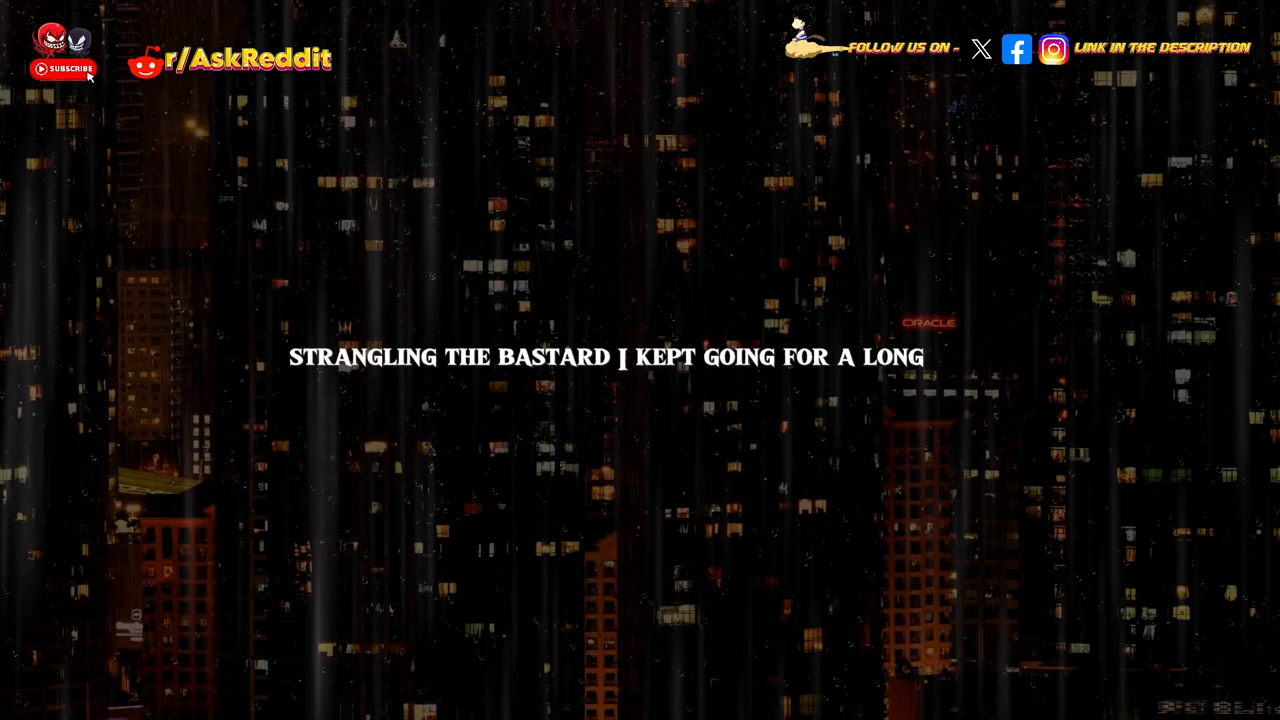 SUBSCRIBE
r/AskReddit
FOLLOW US ON -
LINK IN THE DESCRIPTION
ORACLE
STRANGLING THE BASTARD I KEPT GOING FOR A LONG